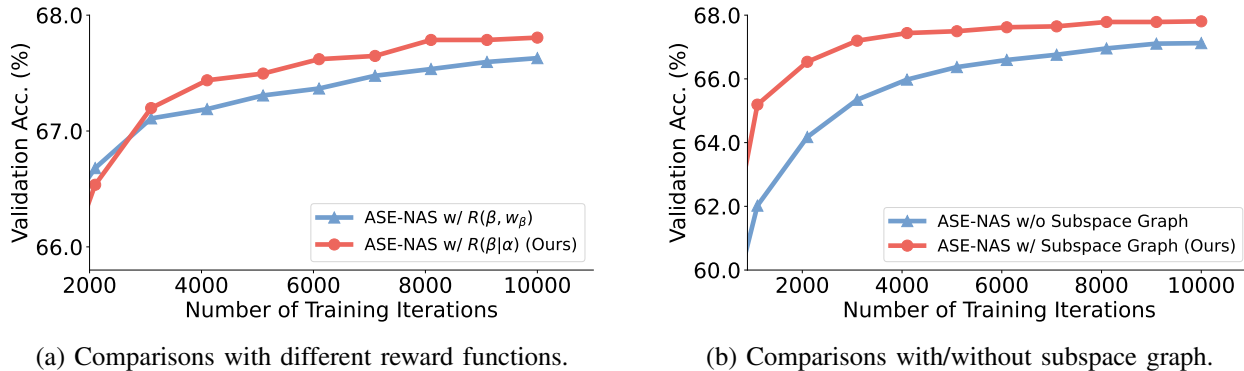 68.0
67.0
66.0
Validation Acc. (%)
ASE-NAS w/ R(β, wᵦ)
ASE-NAS w/ R(β|α) (Ours)
2000 4000 6000 8000 10000
Number of Training Iterations
(a) Comparisons with different reward functions.
68.0
66.0
64.0
62.0
60.0
Validation Acc. (%)
ASE-NAS w/o Subspace Graph
ASE-NAS w/ Subspace Graph (Ours)
2000 4000 6000 8000 10000
Number of Training Iterations
(b) Comparisons with/without subspace graph.